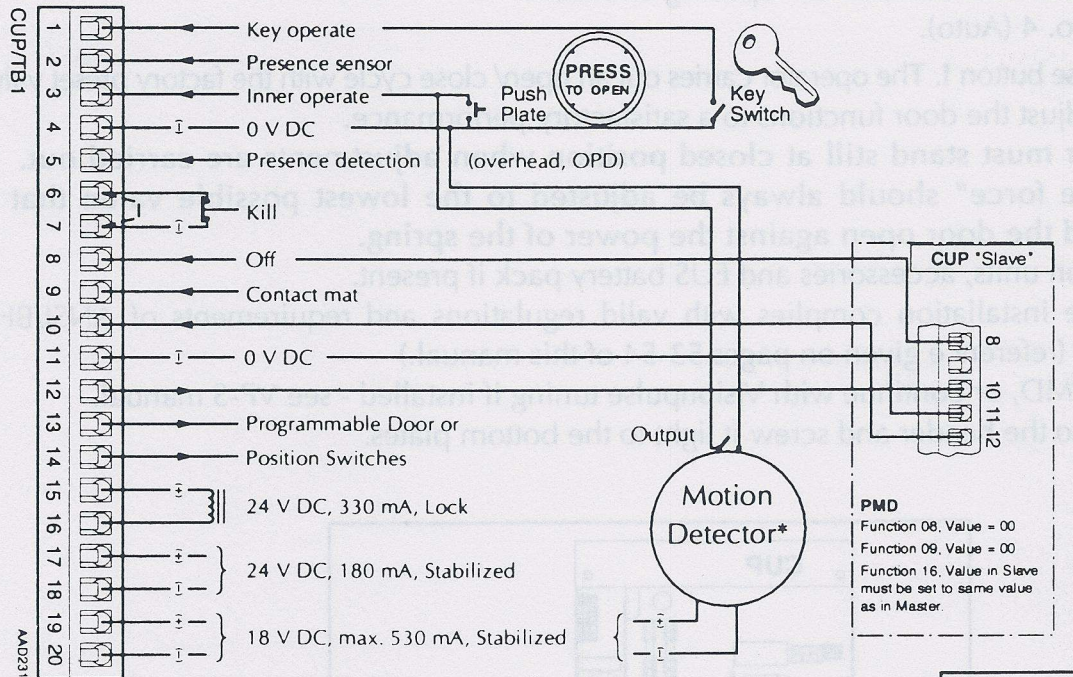 CUP/TB1
1 Key operate
2 Presence sensor
3 Inner operate
4 - 0 V DC
5 Presence detection (overhead, OPD)
6
Kill
7 -
8 Off
9 Contact mat
10
11 - 0 V DC
12
13 Programmable Door or
14 Position Switches
15 +
24 V DC, 330 mA, Lock
16
17 +
24 V DC, 180 mA, Stabilized
18 -
19 +
18 V DC, max. 530 mA, Stabilized
20 -
AAD231
Push
Plate
PRESS
TO OPEN
Key
Switch
Output
Motion
Detector*
+
-
CUP "Slave"
8
10
11
12
PMD
Function 08, Value = 00
Function 09, Value = 00
Function 16, Value in Slave
must be set to same value
as in Master.